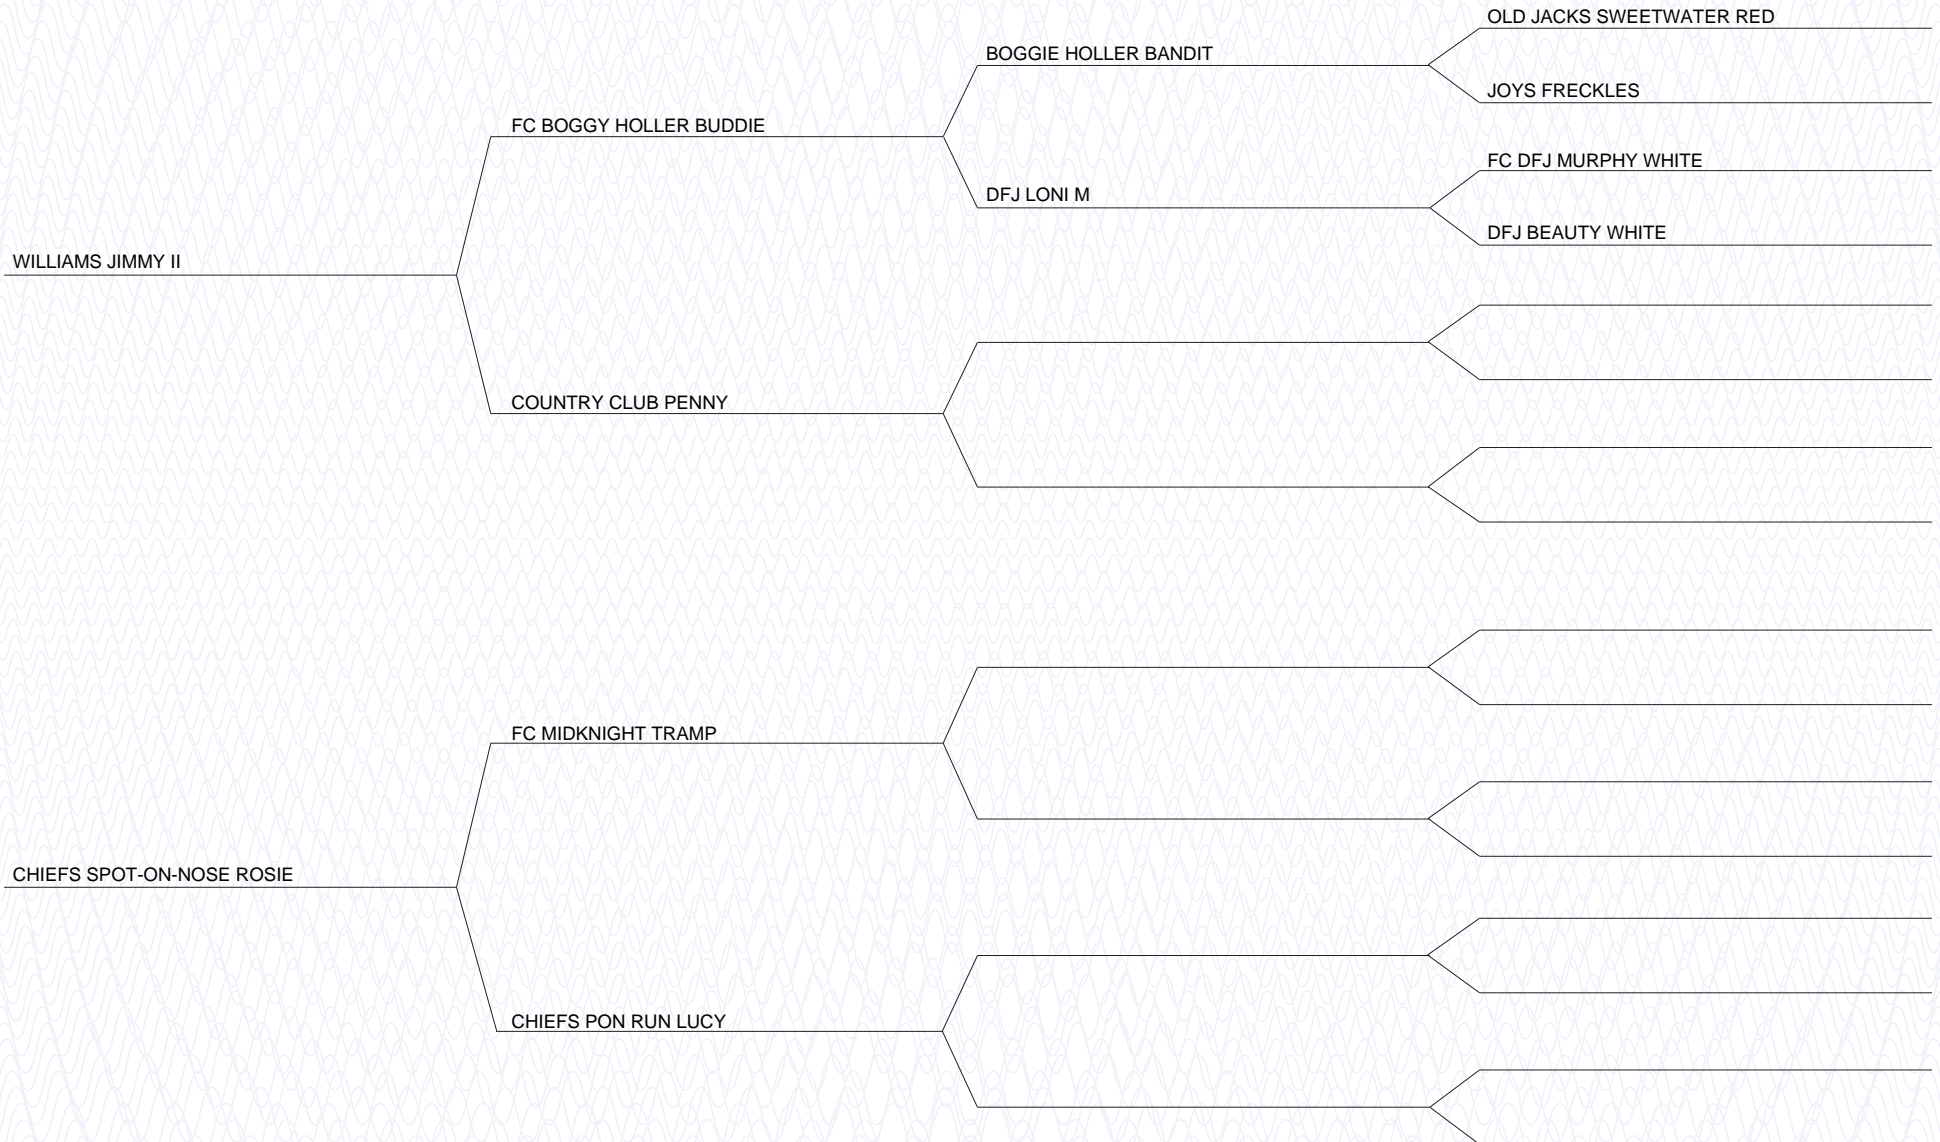 OLD JACKS SWEETWATER RED
BOGGIE HOLLER BANDIT
JOYS FRECKLES
FC BOGGY HOLLER BUDDIE
FC DFJ MURPHY WHITE
DFJ LONI M
DFJ BEAUTY WHITE
WILLIAMS JIMMY II
COUNTRY CLUB PENNY
FC MIDKNIGHT TRAMP
CHIEFS SPOT-ON-NOSE ROSIE
CHIEFS PON RUN LUCY